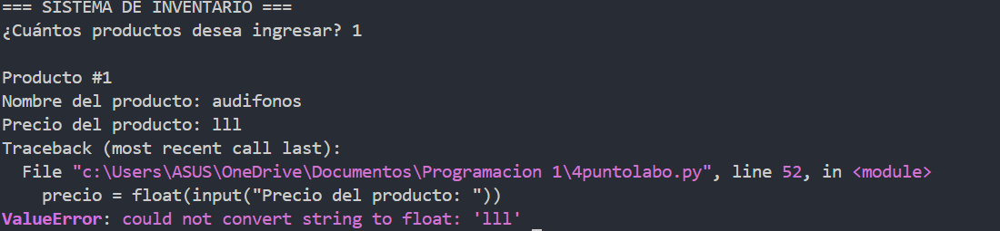 === SISTEMA DE INVENTARIO ===
¿Cuántos productos desea ingresar? 1
Producto #1
Nombre del producto: audifonos
Precio del producto: lll
Traceback (most recent call last):
File "c:\Users\ASUS\OneDrive\Documentos\Programacion 1\4puntolabo.py", line 52, in <module>
precio = float(input("Precio del producto: "))
ValueError: could not convert string to float: 'lll'